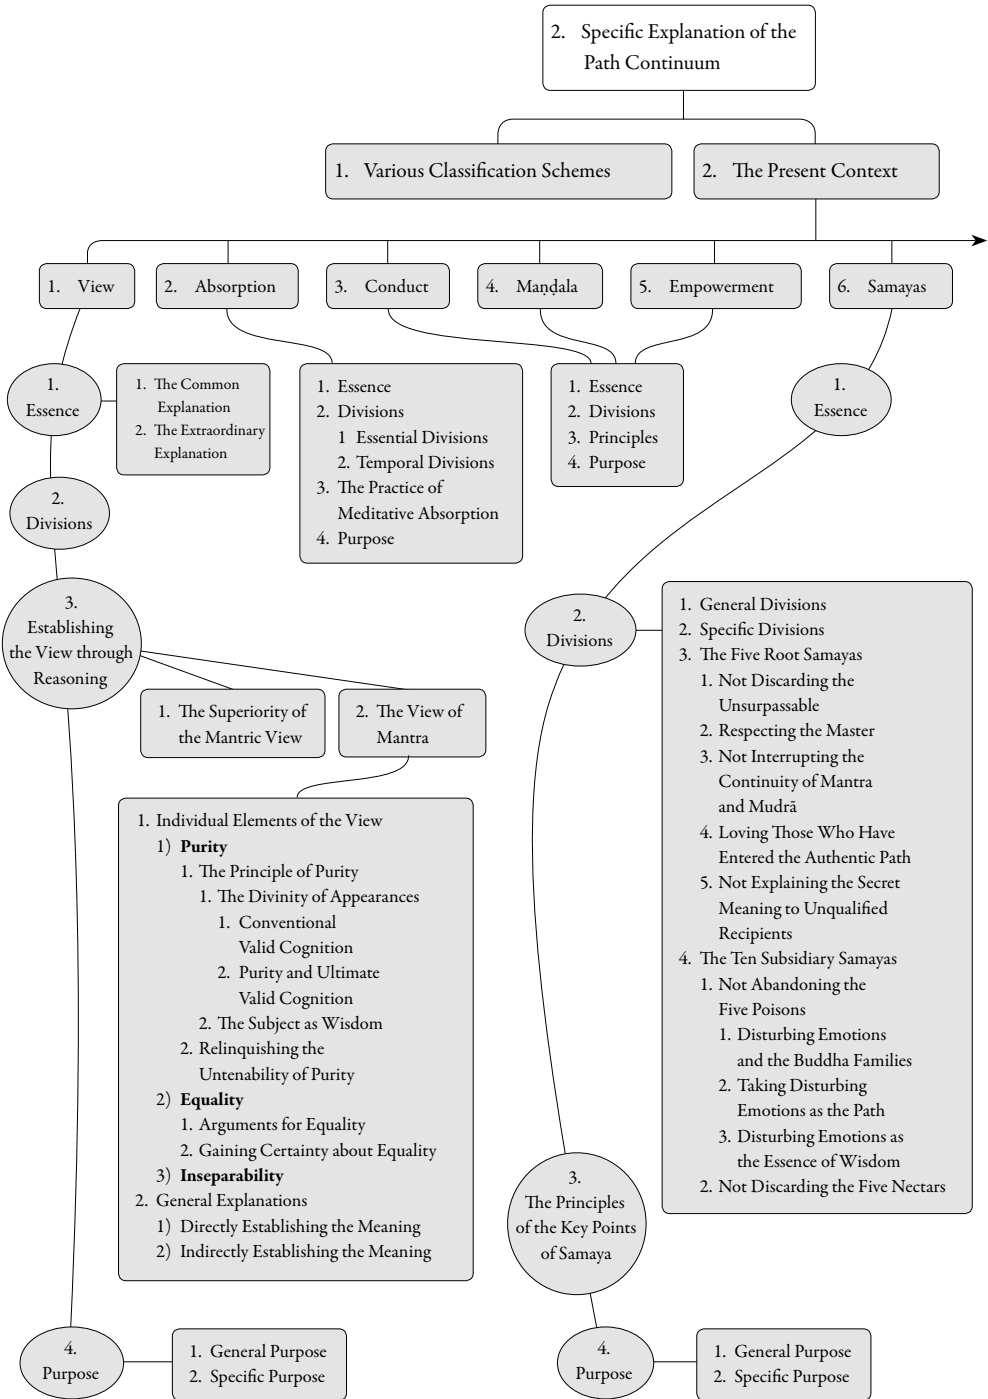 2. Specific Explanation of the
Path Continuum
1. Various Classification Schemes
2. The Present Context
1. View
2. Absorption
3. Conduct
4. Maṇḍala
5. Empowerment
6. Samayas
1.
Essence
1. The Common
Explanation
2. The Extraordinary
Explanation
2.
Divisions
3.
Establishing
the View through
Reasoning
1. The Superiority of
the Mantric View
2. The View of
Mantra
1. Individual Elements of the View
1) Purity
1. The Principle of Purity
1. The Divinity of Appearances
1. Conventional
Valid Cognition
2. Purity and Ultimate
Valid Cognition
2. The Subject as Wisdom
2. Relinquishing the
Untenability of Purity
2) Equality
1. Arguments for Equality
2. Gaining Certainty about Equality
3) Inseparability
2. General Explanations
1) Directly Establishing the Meaning
2) Indirectly Establishing the Meaning
4.
Purpose
1. General Purpose
2. Specific Purpose
1. Essence
2. Divisions
1 Essential Divisions
2. Temporal Divisions
3. The Practice of
Meditative Absorption
4. Purpose
1. Essence
2. Divisions
3. Principles
4. Purpose
1.
Essence
2.
Divisions
1. General Divisions
2. Specific Divisions
3. The Five Root Samayas
1. Not Discarding the
Unsurpassable
2. Respecting the Master
3. Not Interrupting the
Continuity of Mantra
and Mudrā
4. Loving Those Who Have
Entered the Authentic Path
5. Not Explaining the Secret
Meaning to Unqualified
Recipients
4. The Ten Subsidiary Samayas
1. Not Abandoning the
Five Poisons
1. Disturbing Emotions
and the Buddha Families
2. Taking Disturbing
Emotions as the Path
3. Disturbing Emotions as
the Essence of Wisdom
2. Not Discarding the Five Nectars
3.
The Principles
of the Key Points
of Samaya
4.
Purpose
1. General Purpose
2. Specific Purpose